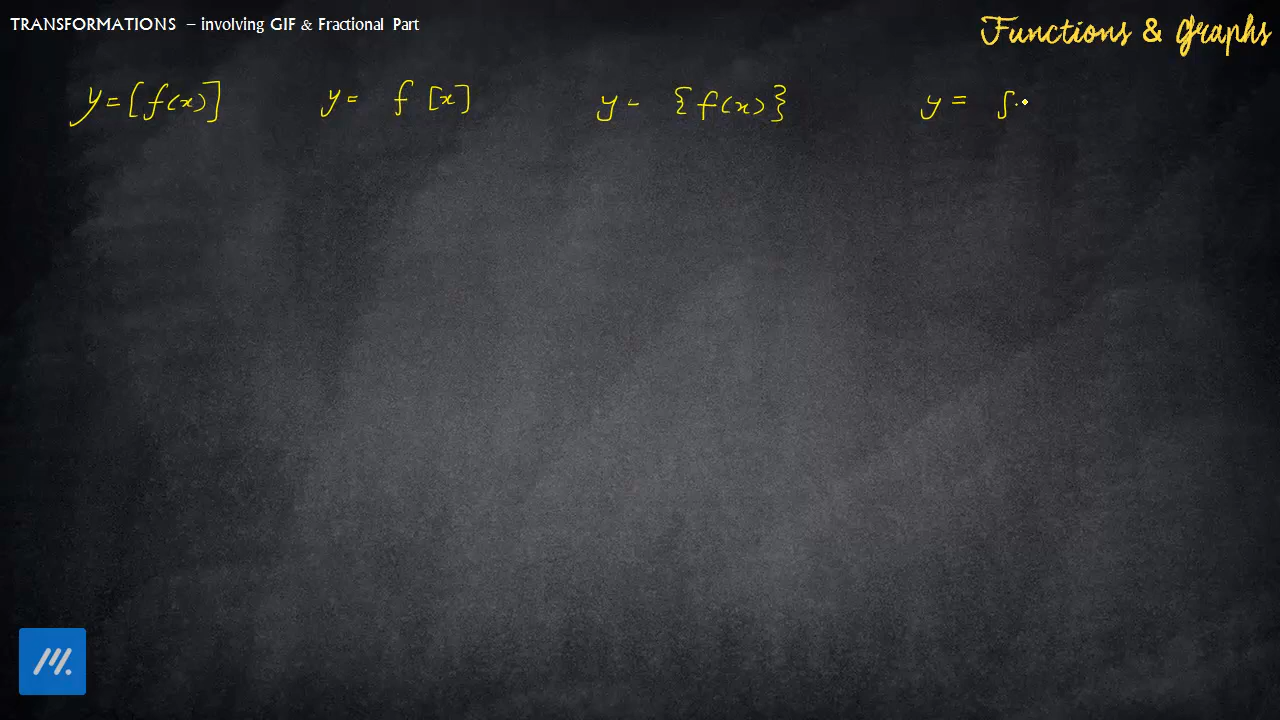 TRANSFORMATIONS – involving GIF & Fractional Part
Functions & Graphs
y = [f(x)] y = f [x] y - {f(x)} y = f